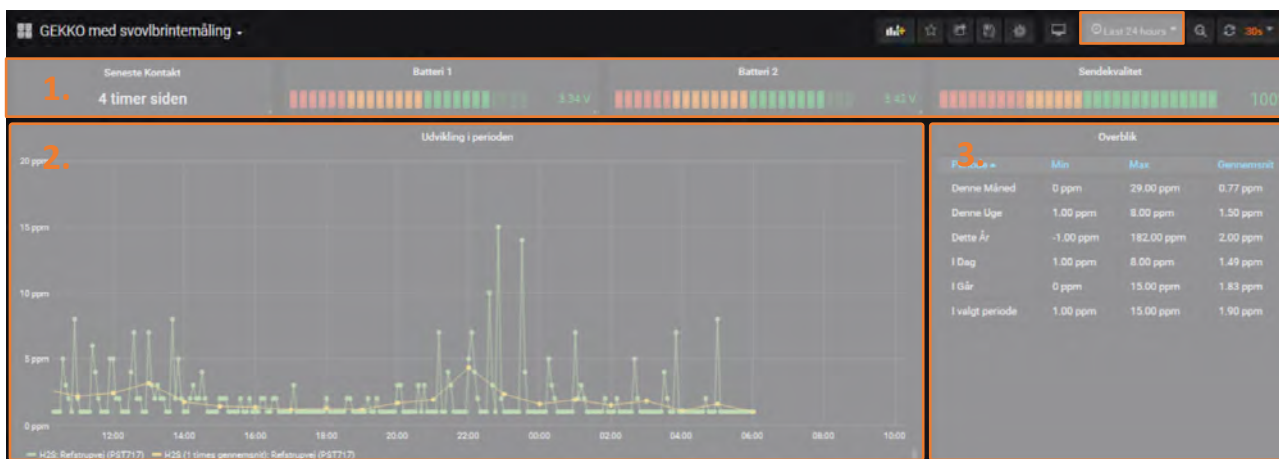 GEKKO med svovlbrintemåling
Last 24 hours
30s
1.
Seneste Kontakt
4 timer siden
Batteri 1
3.34 V
Batteri 2
3.42 V
Sendekvalitet
100%
2.
Udvikling i perioden
20 ppm
15 ppm
10 ppm
5 ppm
0 ppm
12:00 14:00 16:00 18:00 20:00 22:00 00:00 02:00 04:00 06:00 08:00 10:00
H2S: Refstrupvej (PST717) H2S (1 times gennemsnit): Refstrupvej (PST717)
3.
Overblik
Periode Min Max Gennemsnit
Denne Måned 0 ppm 29.00 ppm 0.77 ppm
Denne Uge 1.00 ppm 8.00 ppm 1.50 ppm
Dette År -1.00 ppm 182.00 ppm 2.00 ppm
I Dag 1.00 ppm 8.00 ppm 1.49 ppm
I Går 0 ppm 15.00 ppm 1.83 ppm
I valgt periode 1.00 ppm 15.00 ppm 1.90 ppm